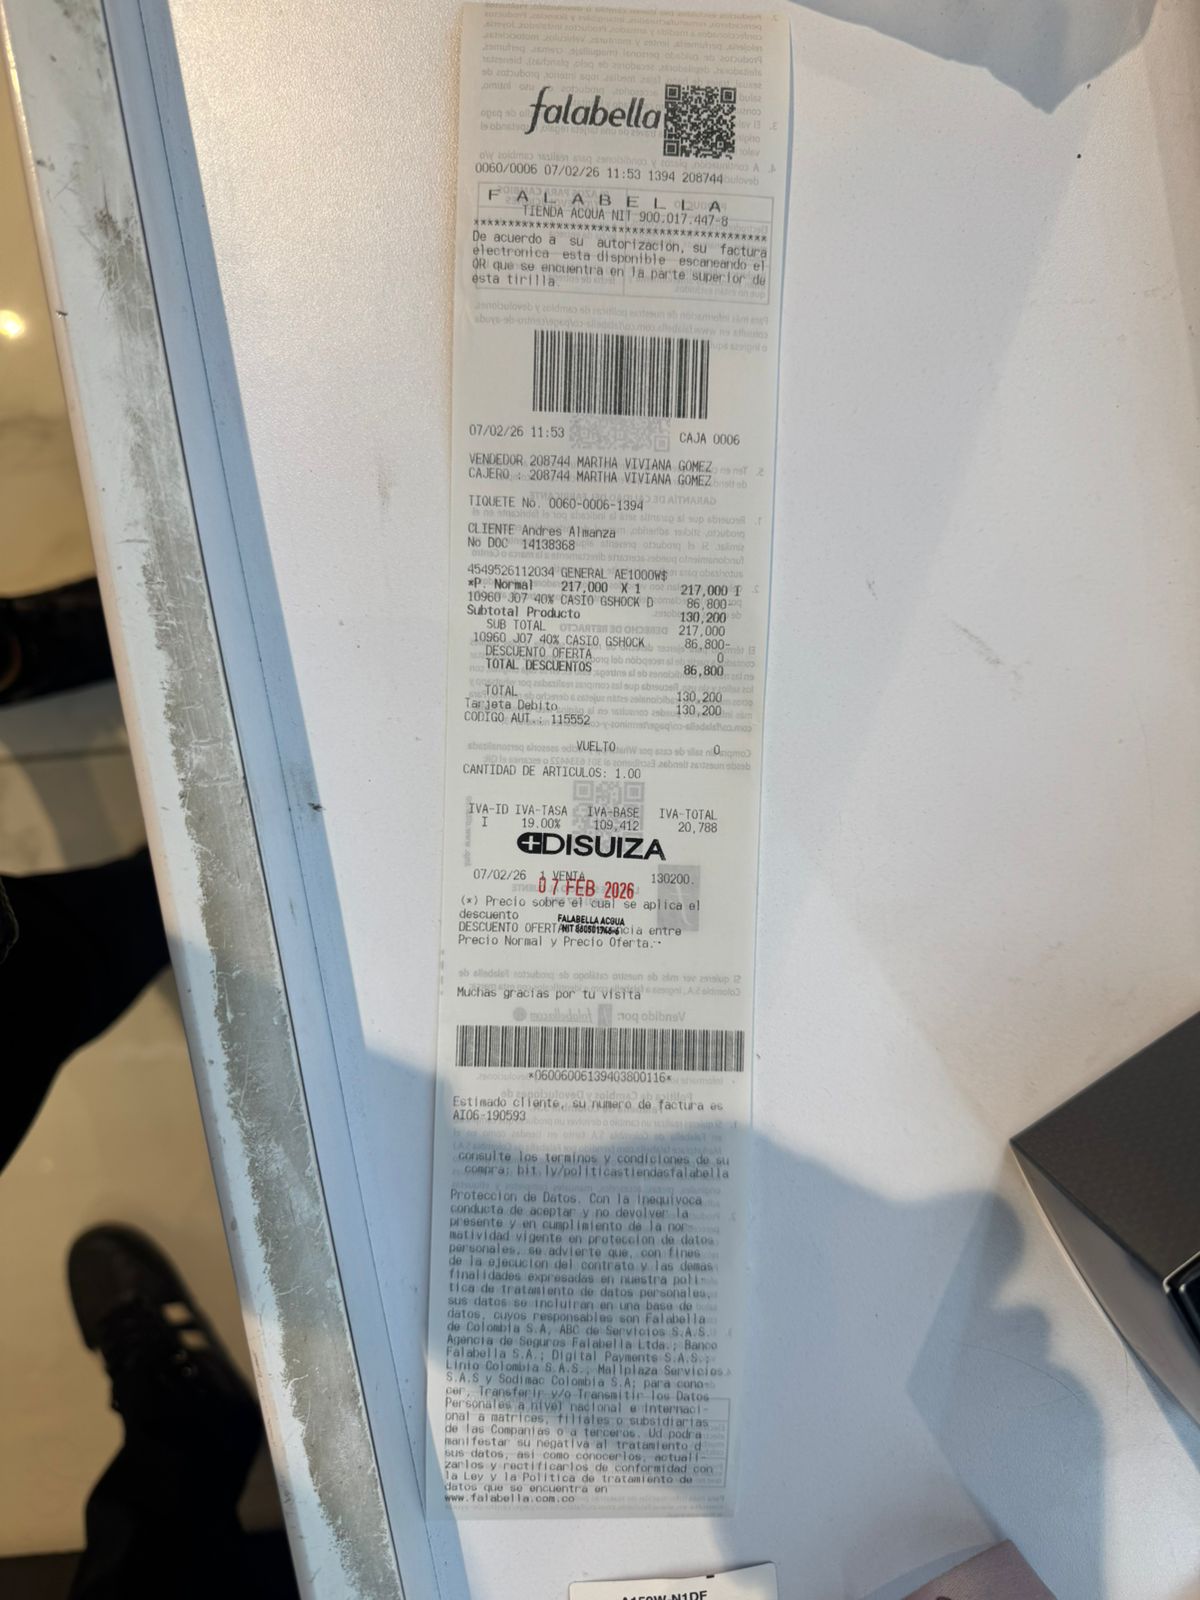 falabella
0060/0006 07/02/26 11:53 1394 208744
F A L A B E L L A
TIENDA ACQUA NIT 900.017.447-8
****************************************
De acuerdo a su autorizacion, su factura
electronica esta disponible escaneando el
QR que se encuentra en la parte superior de
esta tirilla.
07/02/26 11:53 CAJA 0006
VENDEDOR 208744 MARTHA VIVIANA GOMEZ
CAJERO : 208744 MARTHA VIVIANA GOMEZ
TIQUETE No. 0060-0006-1394
CLIENTE Andres Almanza
No DOC 14138368
4549526112034 GENERAL AE1000W$
*P. Normal 217,000 X 1 217,000 I
10960 J07 40% CASIO GSHOCK D 86,800-
Subtotal Producto 130,200
SUB TOTAL 217,000
10960 J07 40% CASIO GSHOCK 86,800-
DESCUENTO OFERTA 0
TOTAL DESCUENTOS 86,800
TOTAL 130,200
Tarjeta Debito 130,200
CODIGO AUT.: 115552
VUELTO 0
CANTIDAD DE ARTICULOS: 1.00
IVA-ID IVA-TASA IVA-BASE IVA-TOTAL
I 19.00% 109,412 20,788
DISUIZA
07/02/26 1 VENTA 130200.
07 FEB 2026
(*) Precio sobre el cual se aplica el
descuento
FALABELLA ACQUA
DESCUENTO OFERTA entre
NIT
Precio Normal y Precio Oferta.
Muchas gracias por tu visita
*06006006139403800116*
Estimado cliente, su numero de factura es
AI06-190593
consulte los terminos y condiciones de su
compra: bit.ly/politicastiendasfalabella
Proteccion de Datos. Con la inequivoca
conducta de aceptar y no devolver la
presente y en cumplimiento de la nor-
matividad vigente en proteccion de datos
personales, se advierte que, con fines
de la ejecucion del contrato y las demas
finalidades expresadas en nuestra poli-
tica de tratamiento de datos personales,
sus datos se incluiran en una base de
datos, cuyos responsables son Falabella
de Colombia S.A, ABC de Servicios S.A.S.
Agencia de Seguros Falabella Ltda.; Banco
Falabella S.A.; Digital Payments S.A.S.;
Linio Colombia S.A.S., Mallplaza Servicios
S.A.S y Sodimac Colombia S.A; para cono-
cer, Transferir y/o Transmitir los Datos
Personales a nivel nacional e internaci-
onal a matrices, filiales o subsidiarias
de las Companias o a terceros. Ud podra
manifestar su negativa al tratamiento d
sus datos, asi como conocerlos, actuali-
zarlos y rectificarlos de conformidad con
la Ley y la Politica de tratamiento de
datos que se encuentra en
www.falabella.com.co